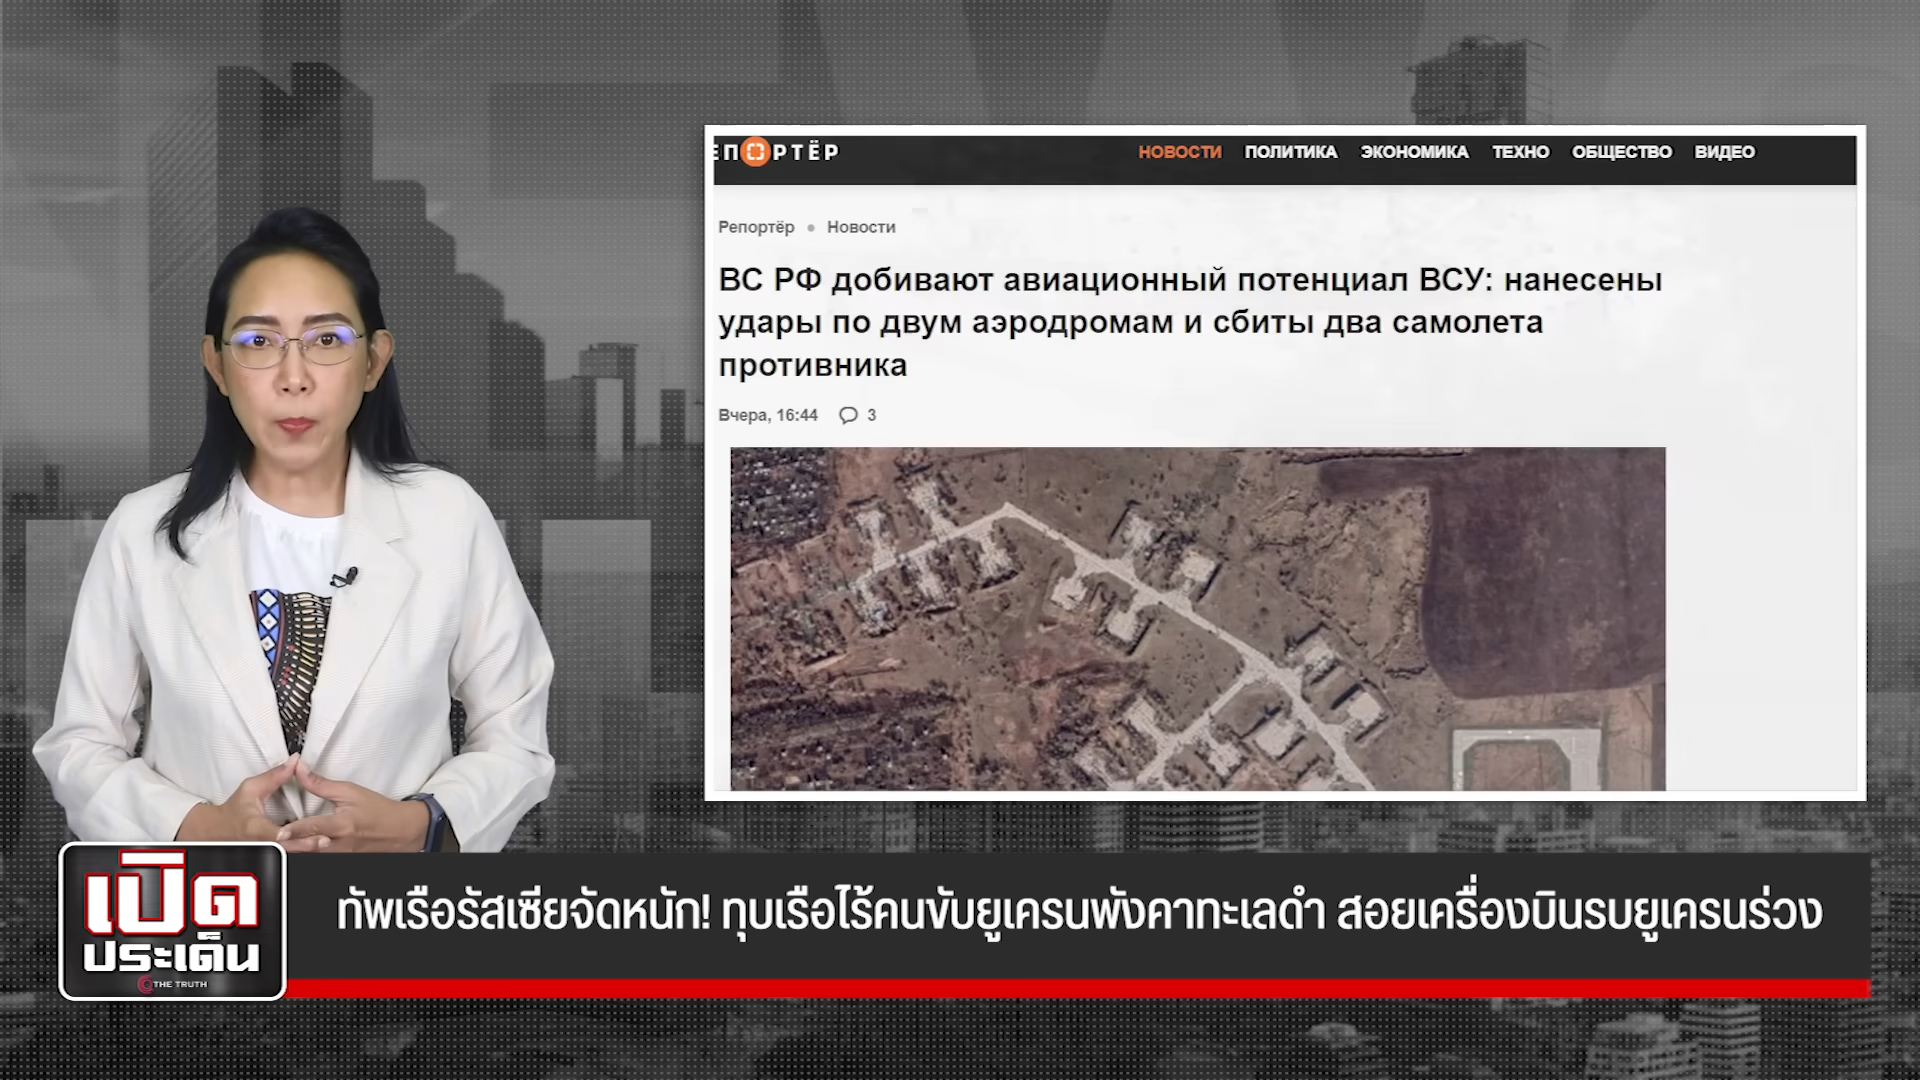 ЕПОРТЁР
НОВОСТИ ПОЛИТИКА ЭКОНОМИКА ТЕХНО ОБЩЕСТВО ВИДЕО
Репортёр • Новости
ВС РФ добивают авиационный потенциал ВСУ: нанесены
удары по двум аэродромам и сбиты два самолета
противника
Вчера, 16:44 3
เปิด
ประเด็น
THE TRUTH
ทัพเรือรัสเซียจัดหนัก! ทุบเรือไร้คนขับยูเครนพังคาทะเลดำ สอยเครื่องบินรบยูเครนร่วง